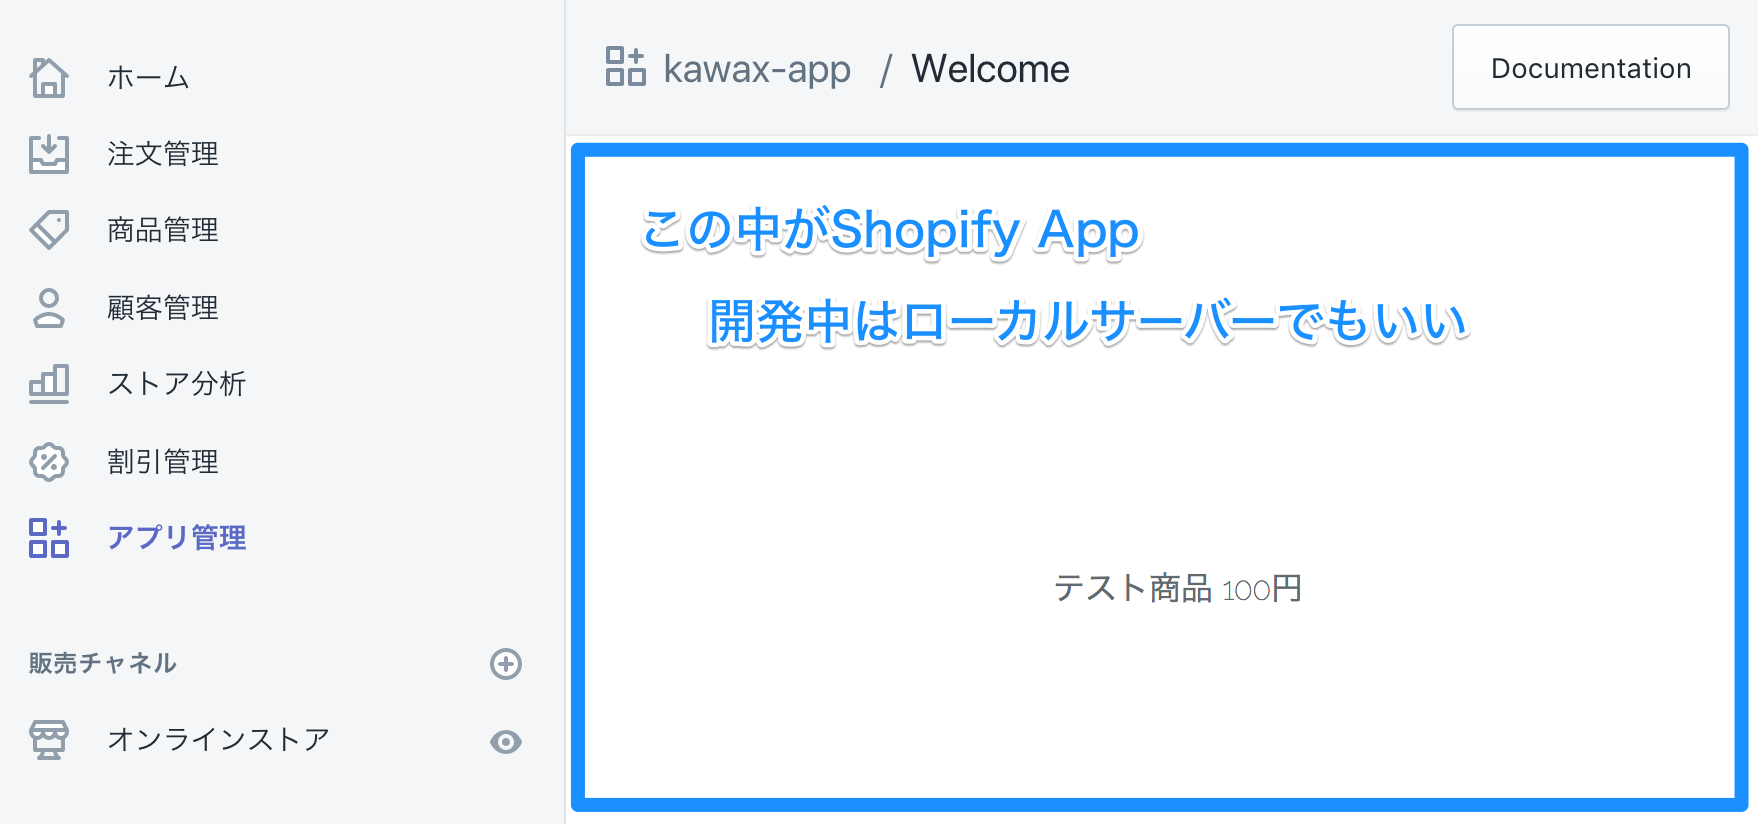 ホーム
注文管理
商品管理
顧客管理
ストア分析
割引管理
アプリ管理
販売チャネル
オンラインストア
kawax-app / Welcome
Documentation
この中がShopify App
開発中はローカルサーバーでもいい
テスト商品 100円